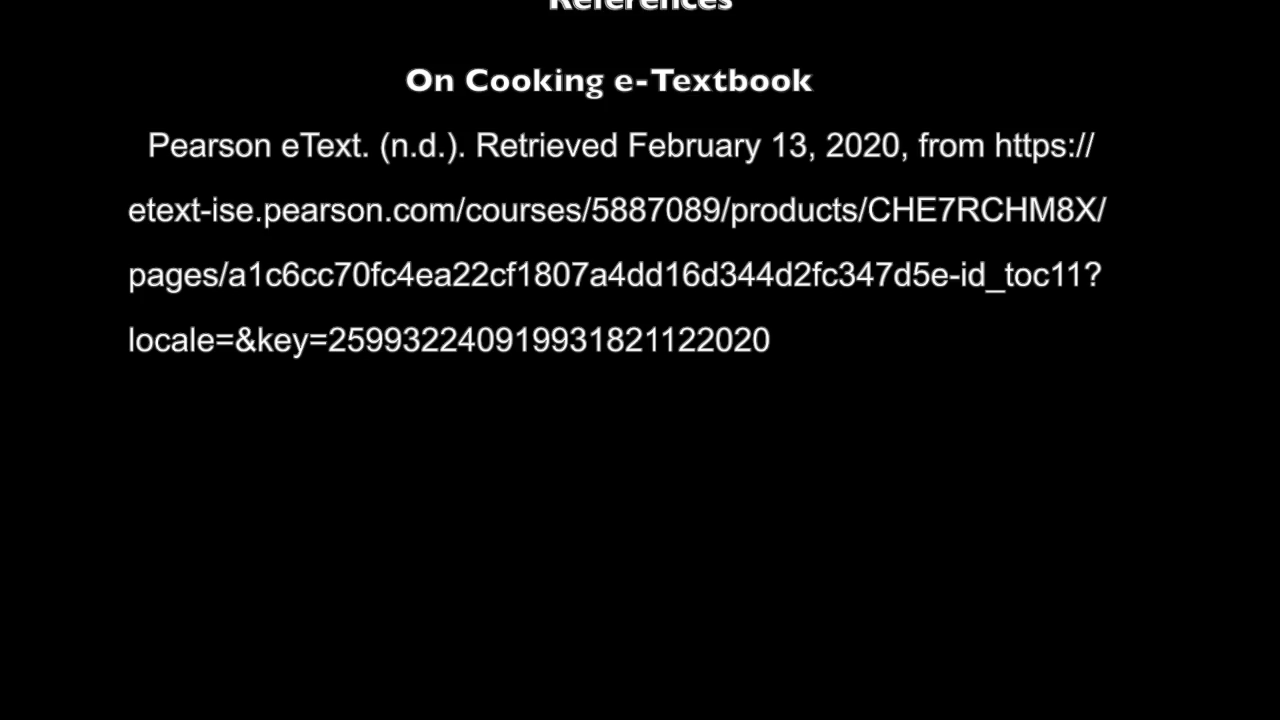 References
On Cooking e-Textbook
Pearson eText. (n.d.). Retrieved February 13, 2020, from https://
etext-ise.pearson.com/courses/5887089/products/CHE7RCHM8X/
pages/a1c6cc70fc4ea22cf1807a4dd16d344d2fc347d5e-id_toc11?
locale=&key=259932240919931821122020